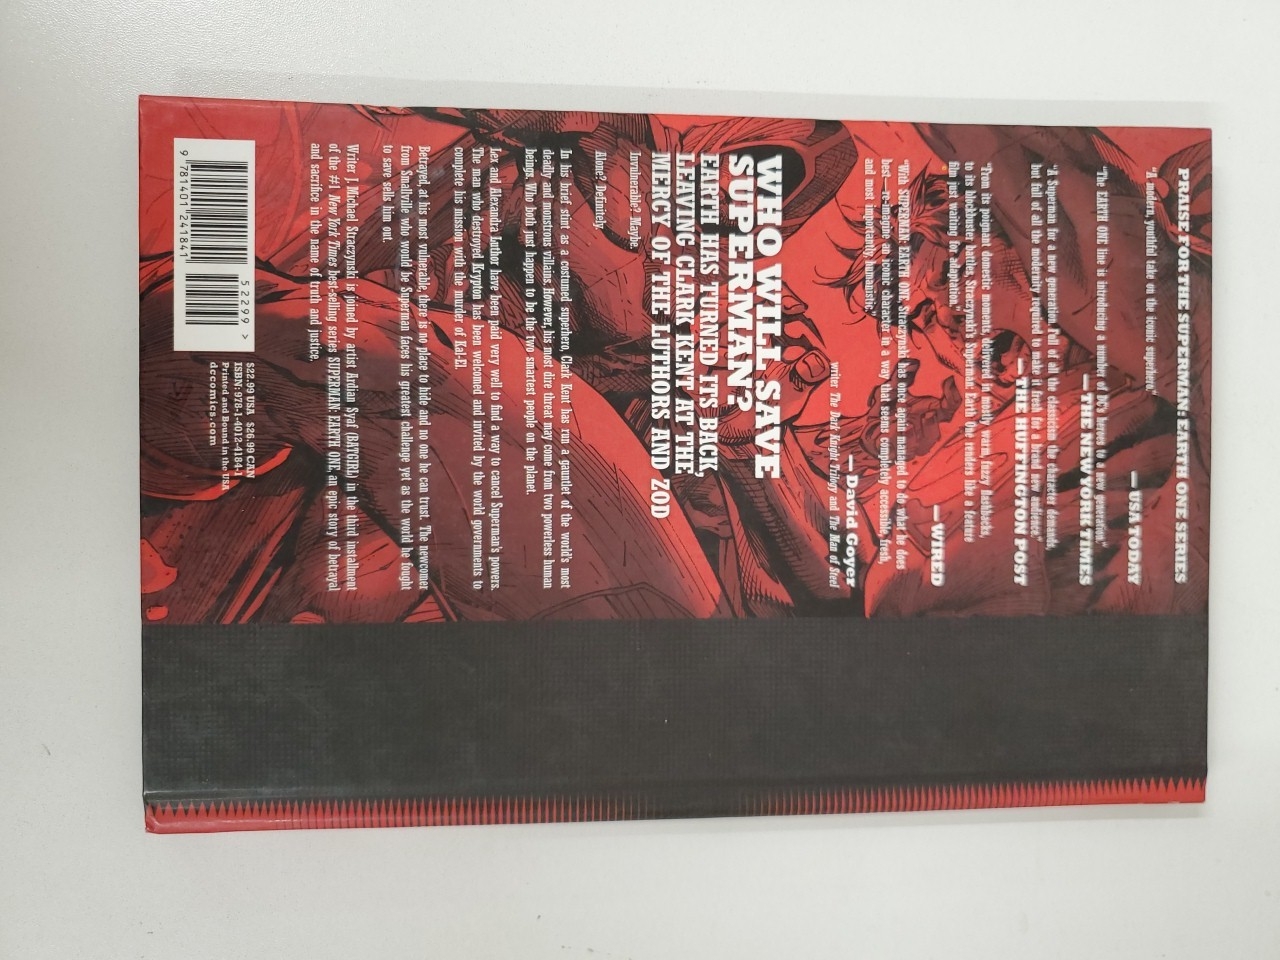 PRAISE FOR THE SUPERMAN: EARTH ONE SERIES
"A modern, youthful take on the iconic superhero."
— USA TODAY
"The EARTH ONE line is introducing a number of DC's heroes to a new generation."
— THE NEW YORK TIMES
"A Superman for a new generation. Full of all the classicism the character demands,
but full of all the modernity required to make it fresh for a brand new audience."
— THE HUFFINGTON POST
"From its poignant domestic moments, delivered in mostly warm, fuzzy flashbacks,
to its blockbuster battles, Straczynski's Superman: Earth One renders like a feature
film just waiting for adaptation."
— WIRED
"With SUPERMAN: EARTH ONE, Straczynski has once again managed to do what he does
best—re-imagine an iconic character in a way that seems completely accessible, fresh,
and most importantly, humanistic."
— David Goyer
writer The Dark Knight Trilogy and The Man of Steel
WHO WILL SAVE
SUPERMAN?
EARTH HAS TURNED ITS BACK,
LEAVING CLARK KENT AT THE
MERCY OF THE LUTHORS AND ZOD
Invulnerable? Maybe.
Alone? Definitely.
In his brief stint as a costumed superhero, Clark Kent has run a gauntlet of the world's most
deadly and monstrous villains. However, his most dire threat may come from two powerless human
beings. Who both just happen to be the two smartest people on the planet.
Lex and Alexandra Luthor have been paid very well to find a way to cancel Superman's powers.
The man who destroyed Krypton has been welcomed and invited by the world governments to
complete his mission with the murder of Kal-El.
Betrayed, at his most vulnerable, there is no place to hide and no one he can trust. The newcomer
from Smallville who would be Superman faces his greatest challenge yet as the world he fought
to save sells him out.
Writer J. Michael Straczynski is joined by artist Ardian Syaf (BATGIRL) in the third installment
of the #1 New York Times best-selling series SUPERMAN: EARTH ONE, an epic story of betrayal
and sacrifice in the name of truth and justice.
9 781401 241841
52299 >
$22.99 USA $26.99 CAN
ISBN: 978-1-4012-4184-1
Printed and Bound in the USA
dccomics.com